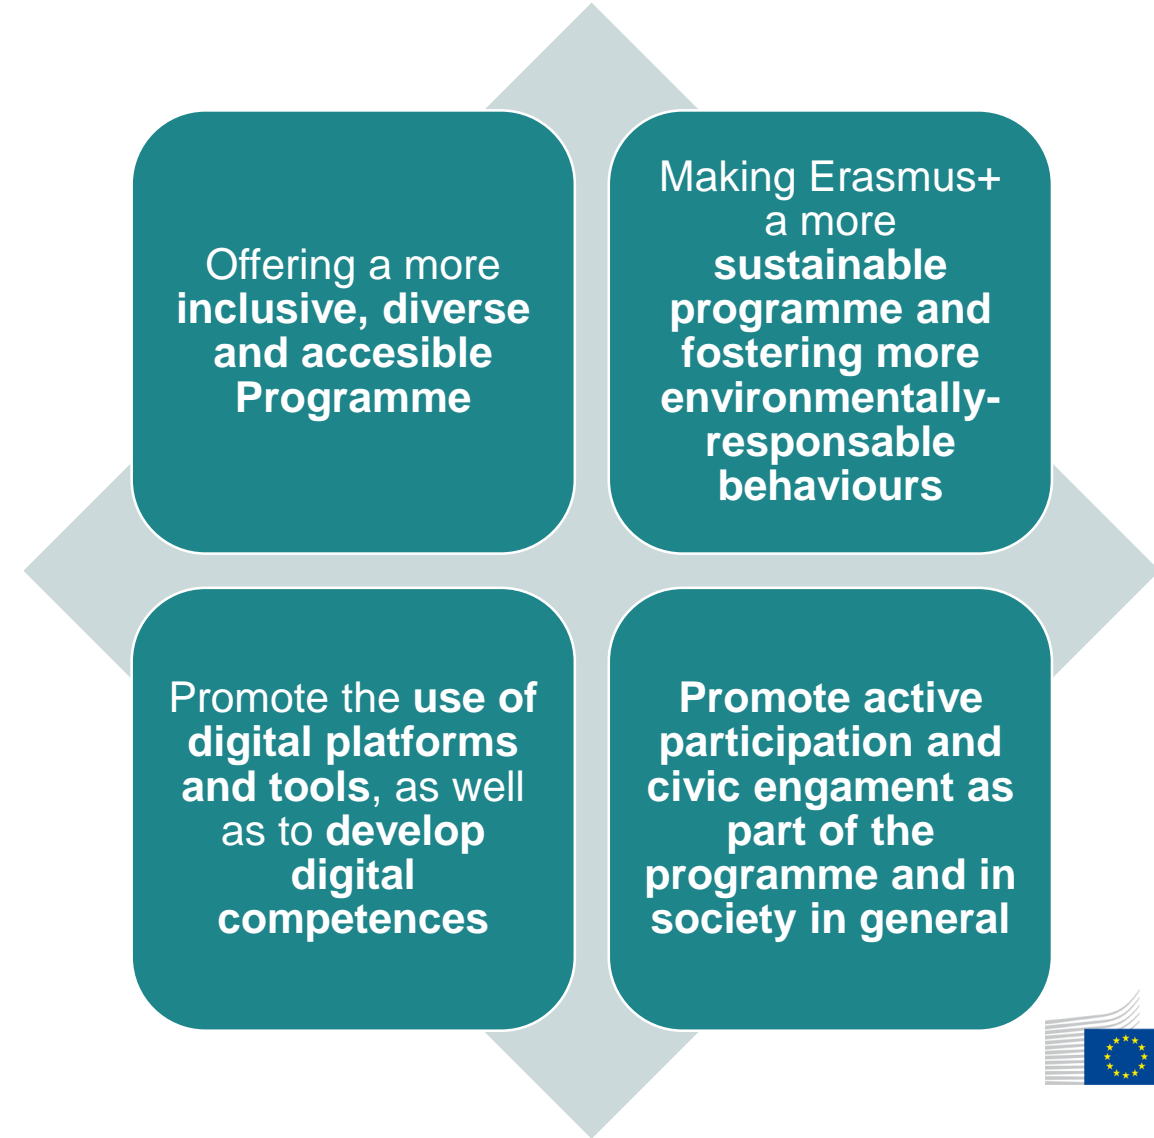 Offering a more
inclusive, diverse
and accesible
Programme
Making Erasmus+
a more
sustainable
programme and
fostering more
environmentally-
responsable
behaviours
Promote the use of
digital platforms
and tools, as well
as to develop
digital
competences
Promote active
participation and
civic engament as
part of the
programme and in
society in general